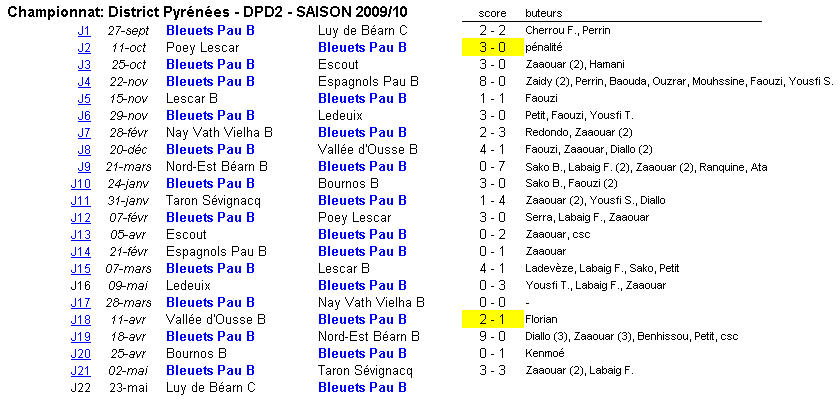 Championnat: District Pyrénées - DPD2 - SAISON 2009/10 score buteurs
J1 27-sept Bleuets Pau B Luy de Béarn C 2 - 2 Cherrou F., Perrin
J2 11-oct Poey Lescar Bleuets Pau B 3 - 0 pénalité
J3 25-oct Bleuets Pau B Escout 3 - 0 Zaaouar (2), Hamani
J4 22-nov Bleuets Pau B Espagnols Pau B 8 - 0 Zaidy (2), Perrin, Baouda, Ouzrar, Mouhssine, Faouzi, Yousfi S.
J5 15-nov Lescar B Bleuets Pau B 1 - 1 Faouzi
J6 29-nov Bleuets Pau B Ledeuix 3 - 0 Petit, Faouzi, Yousfi T.
J7 28-févr Nay Vath Vielha B Bleuets Pau B 2 - 3 Redondo, Zaaouar (2)
J8 20-déc Bleuets Pau B Vallée d'Ousse B 4 - 1 Faouzi, Zaaouar, Diallo (2)
J9 21-mars Nord-Est Béarn B Bleuets Pau B 0 - 7 Sako B., Labaig F. (2), Zaaouar (2), Ranquine, Ata
J10 24-janv Bleuets Pau B Bournos B 3 - 0 Sako B., Faouzi (2)
J11 31-janv Taron Sévignacq Bleuets Pau B 1 - 4 Zaaouar (2), Yousfi S., Diallo
J12 07-févr Bleuets Pau B Poey Lescar 3 - 0 Serra, Labaig F., Zaaouar
J13 05-avr Escout Bleuets Pau B 0 - 2 Zaaouar, csc
J14 21-févr Espagnols Pau B Bleuets Pau B 0 - 1 Zaaouar
J15 07-mars Bleuets Pau B Lescar B 4 - 1 Ladevèze, Labaig F., Sako, Petit
J16 09-mai Ledeuix Bleuets Pau B 0 - 3 Yousfi T., Labaig F., Zaaouar
J17 28-mars Bleuets Pau B Nay Vath Vielha B 0 - 0 -
J18 11-avr Vallée d'Ousse B Bleuets Pau B 2 - 1 Florian
J19 18-avr Bleuets Pau B Nord-Est Béarn B 9 - 0 Diallo (3), Zaaouar (3), Benhissou, Petit, csc
J20 25-avr Bournos B Bleuets Pau B 0 - 1 Kenmoé
J21 02-mai Bleuets Pau B Taron Sévignacq 3 - 3 Zaaouar (2), Labaig F.
J22 23-mai Luy de Béarn C Bleuets Pau B